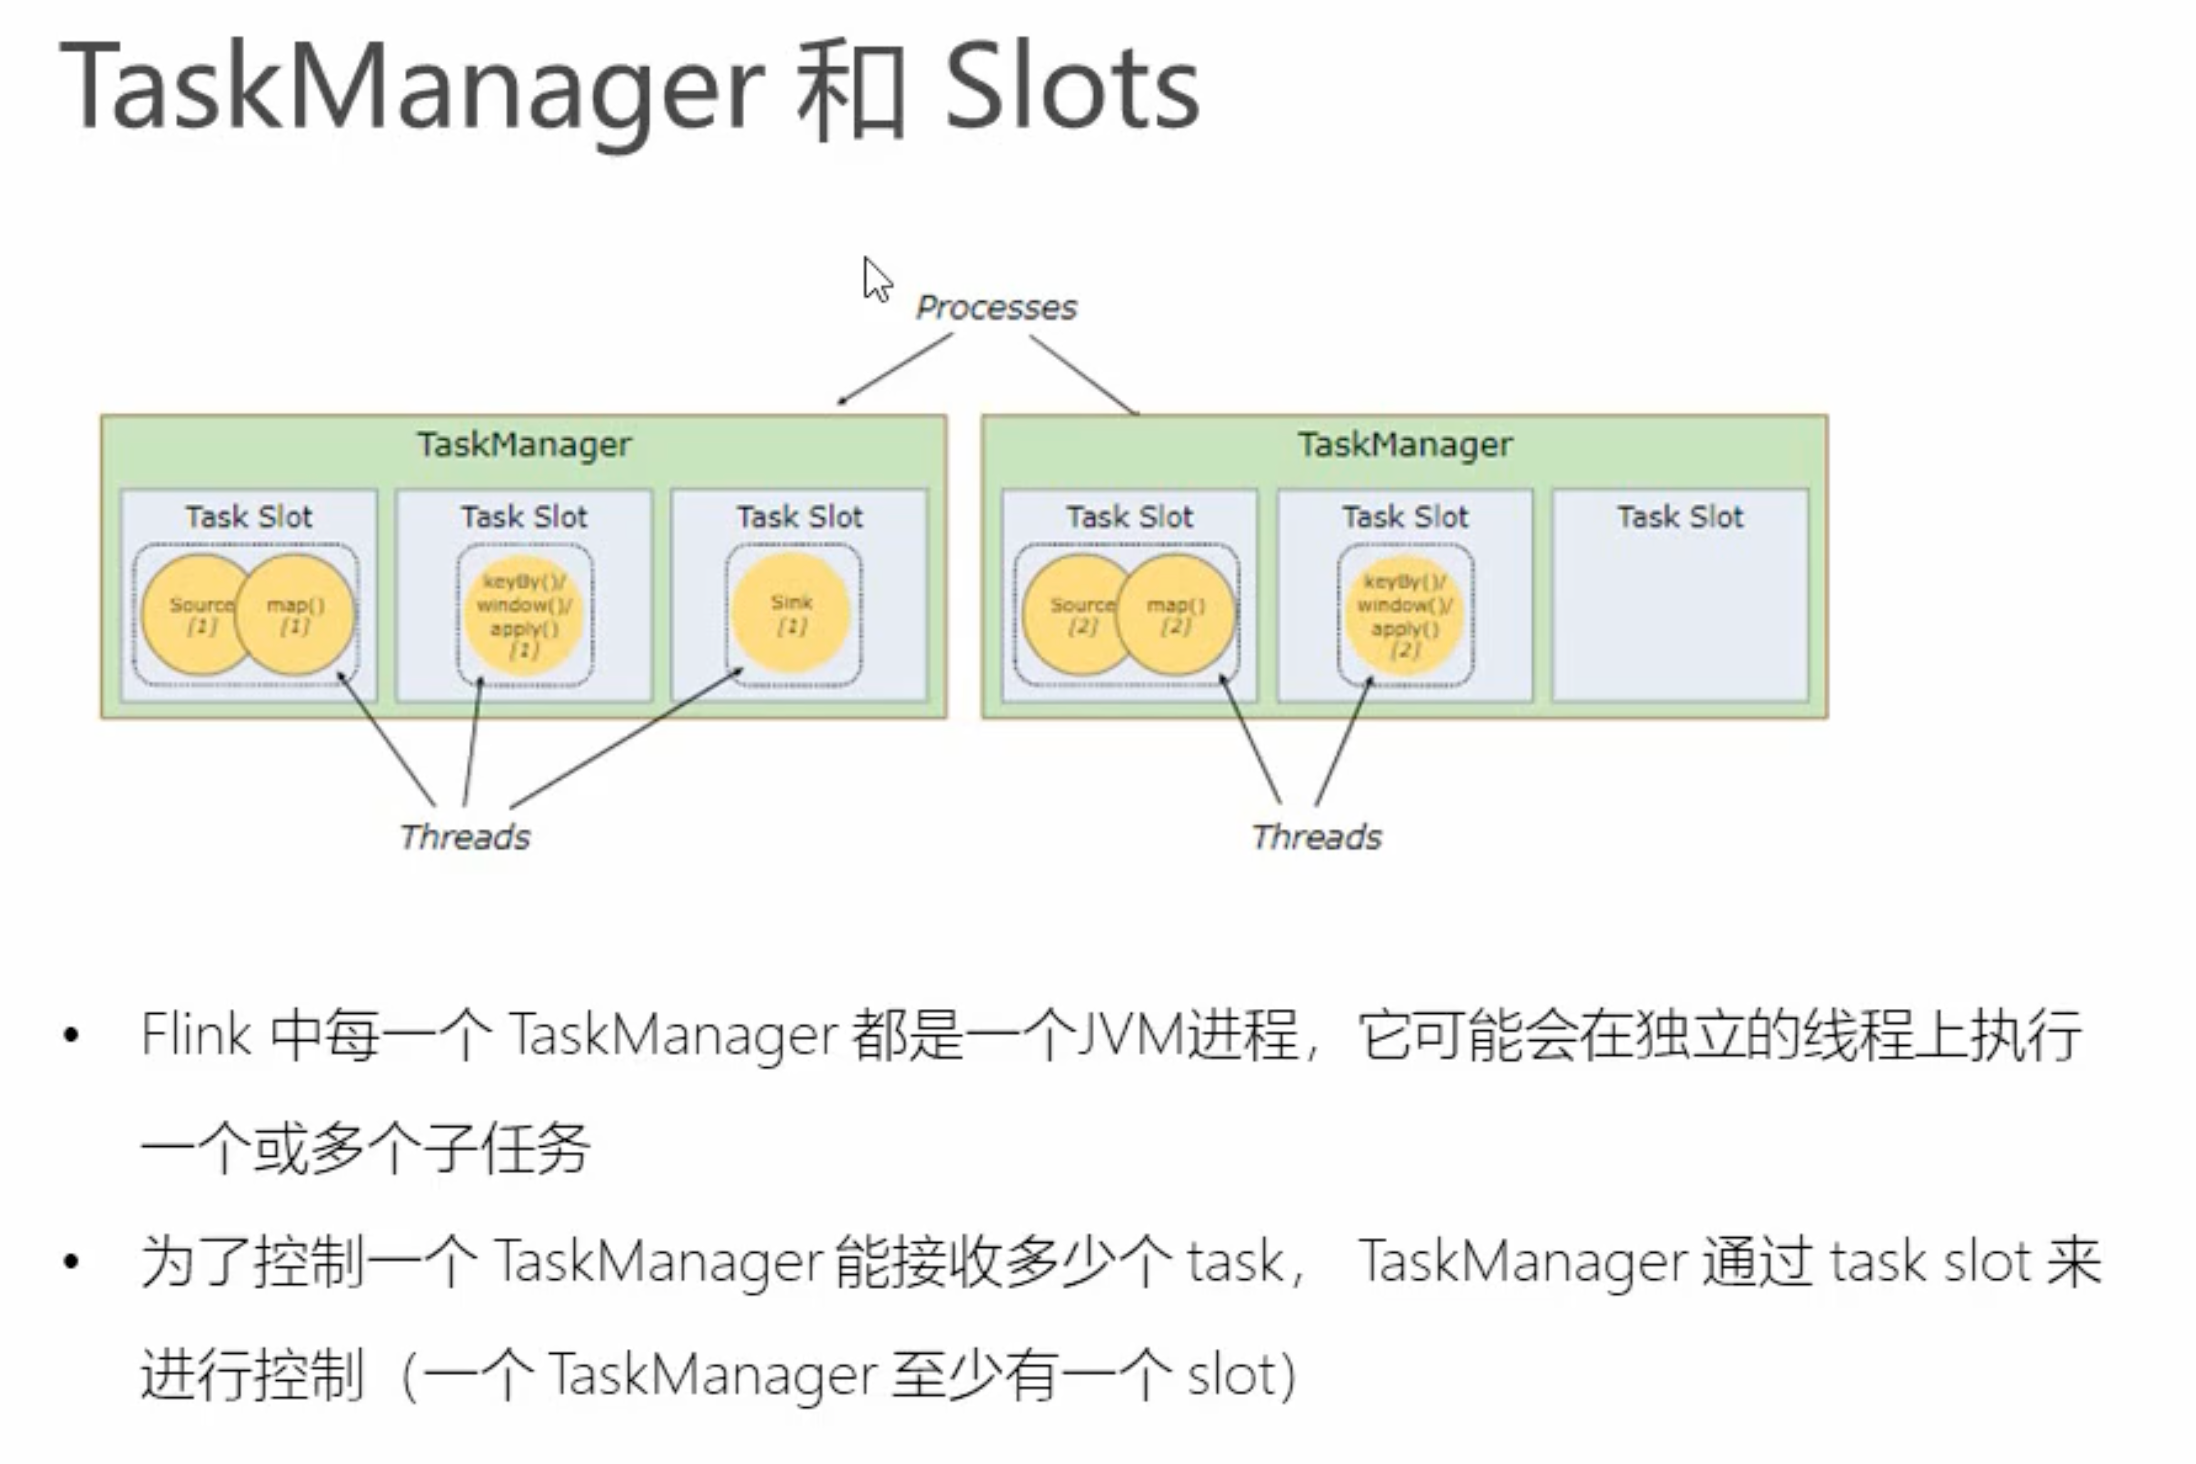 TaskManager 和 Slots
Processes
TaskManager
Task Slot
Source
[1]
map()
[1]
Task Slot
keyBy()/
window()/
apply()
[1]
Task Slot
Sink
[1]
Threads
TaskManager
Task Slot
Source
[2]
map()
[2]
Task Slot
keyBy()/
window()/
apply()
[2]
Task Slot
Threads
• Flink 中每一个 TaskManager 都是一个JVM进程，它可能会在独立的线程上执行
一个或多个子任务
• 为了控制一个 TaskManager 能接收多少个 task， TaskManager 通过 task slot 来
进行控制（一个 TaskManager 至少有一个 slot）